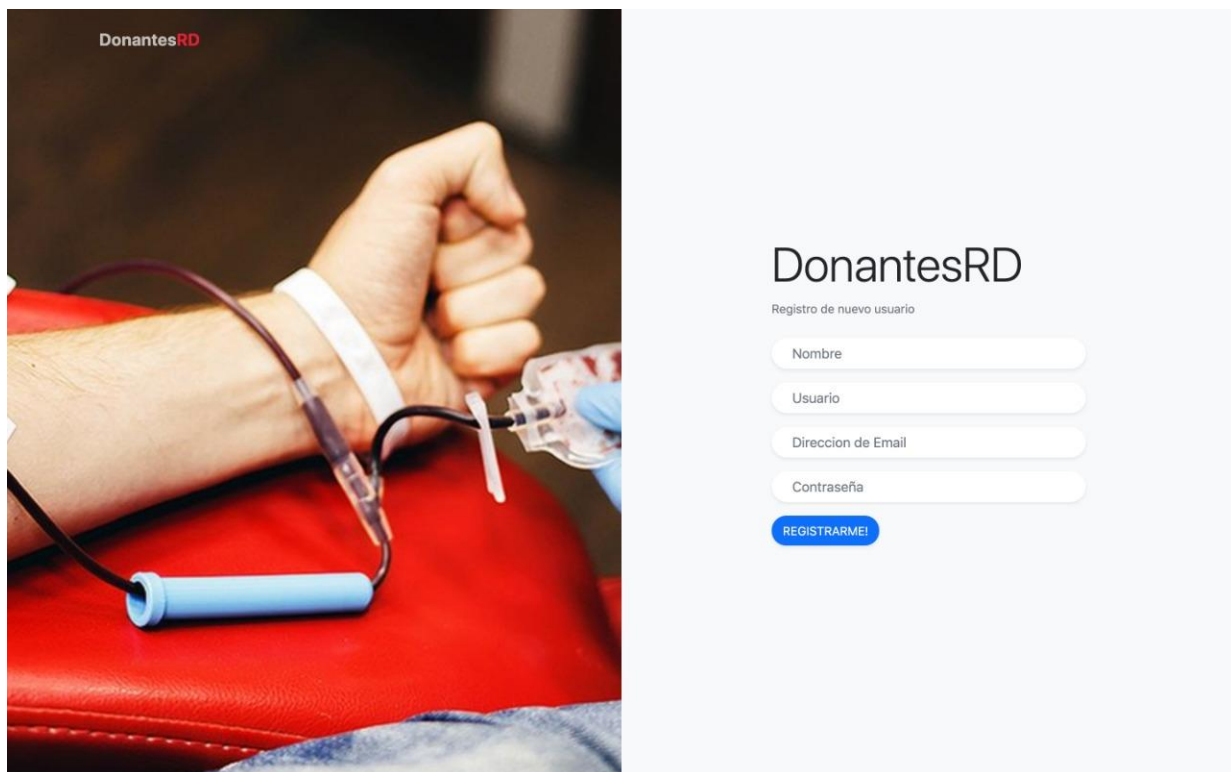 DonantesRD
DonantesRD
Registro de nuevo usuario
Nombre
Usuario
Direccion de Email
Contraseña
REGISTRARME!